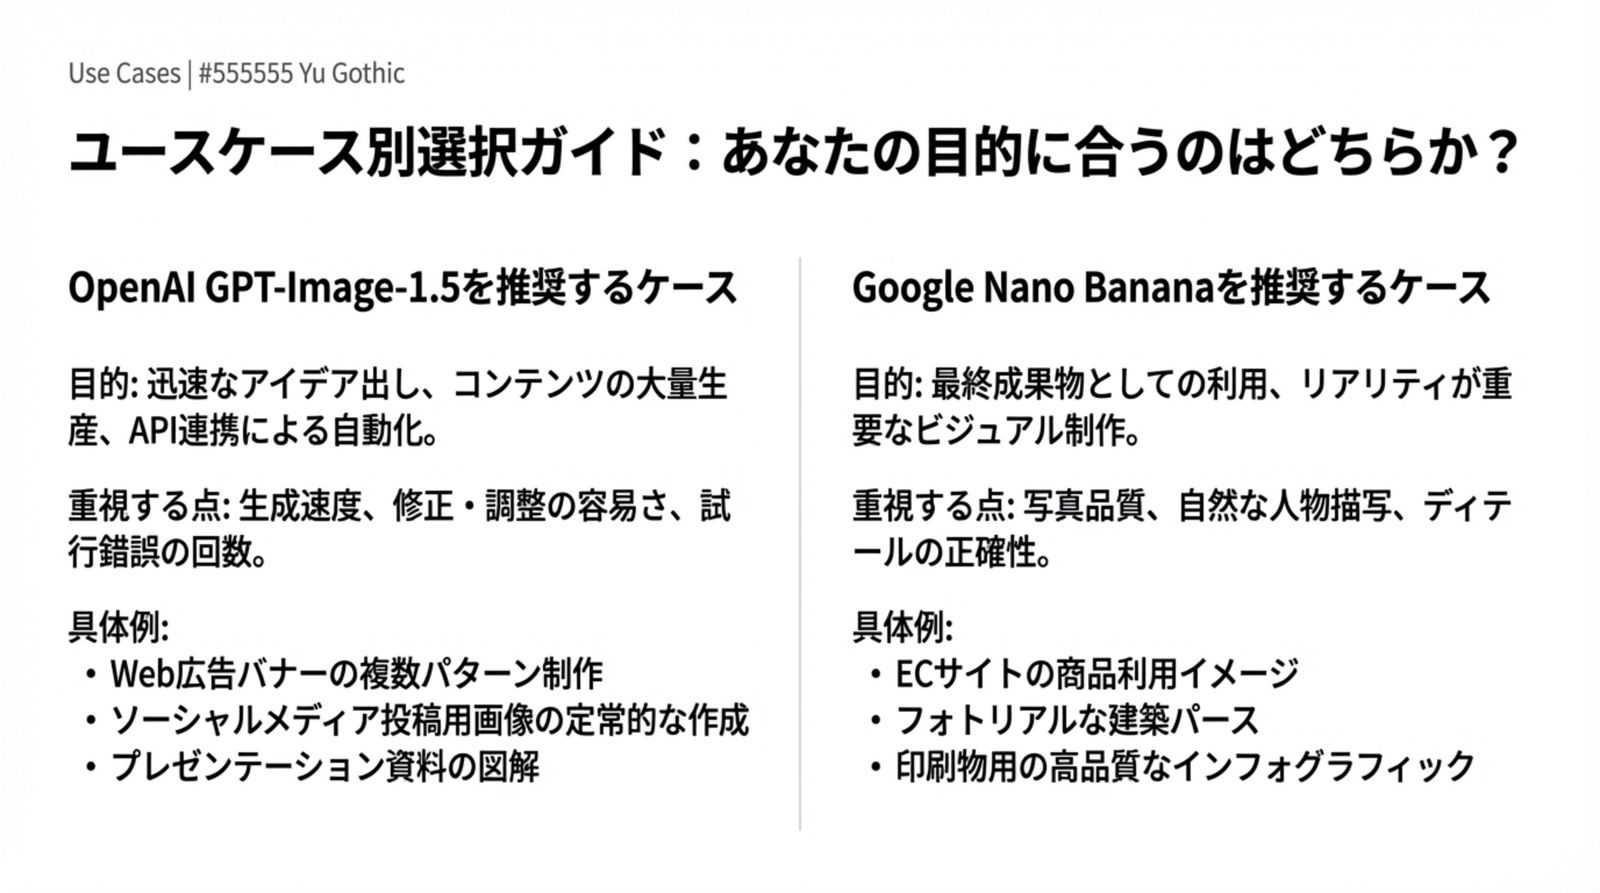 Use Cases | #555555 Yu Gothic
ユースケース別選択ガイド：あなたの目的に合うのはどちらか？
OpenAI GPT-Image-1.5を推奨するケース
目的: 迅速なアイデア出し、コンテンツの大量生
産、API連携による自動化。
重視する点: 生成速度、修正・調整の容易さ、試
行錯誤の回数。
具体例:
・Web広告バナーの複数パターン制作
・ソーシャルメディア投稿用画像の定常的な作成
・プレゼンテーション資料の図解
Google Nano Bananaを推奨するケース
目的: 最終成果物としての利用、リアリティが重
要なビジュアル制作。
重視する点: 写真品質、自然な人物描写、ディテ
ールの正確性。
具体例:
・ECサイトの商品利用イメージ
・フォトリアルな建築パース
・印刷物用の高品質なインフォグラフィック